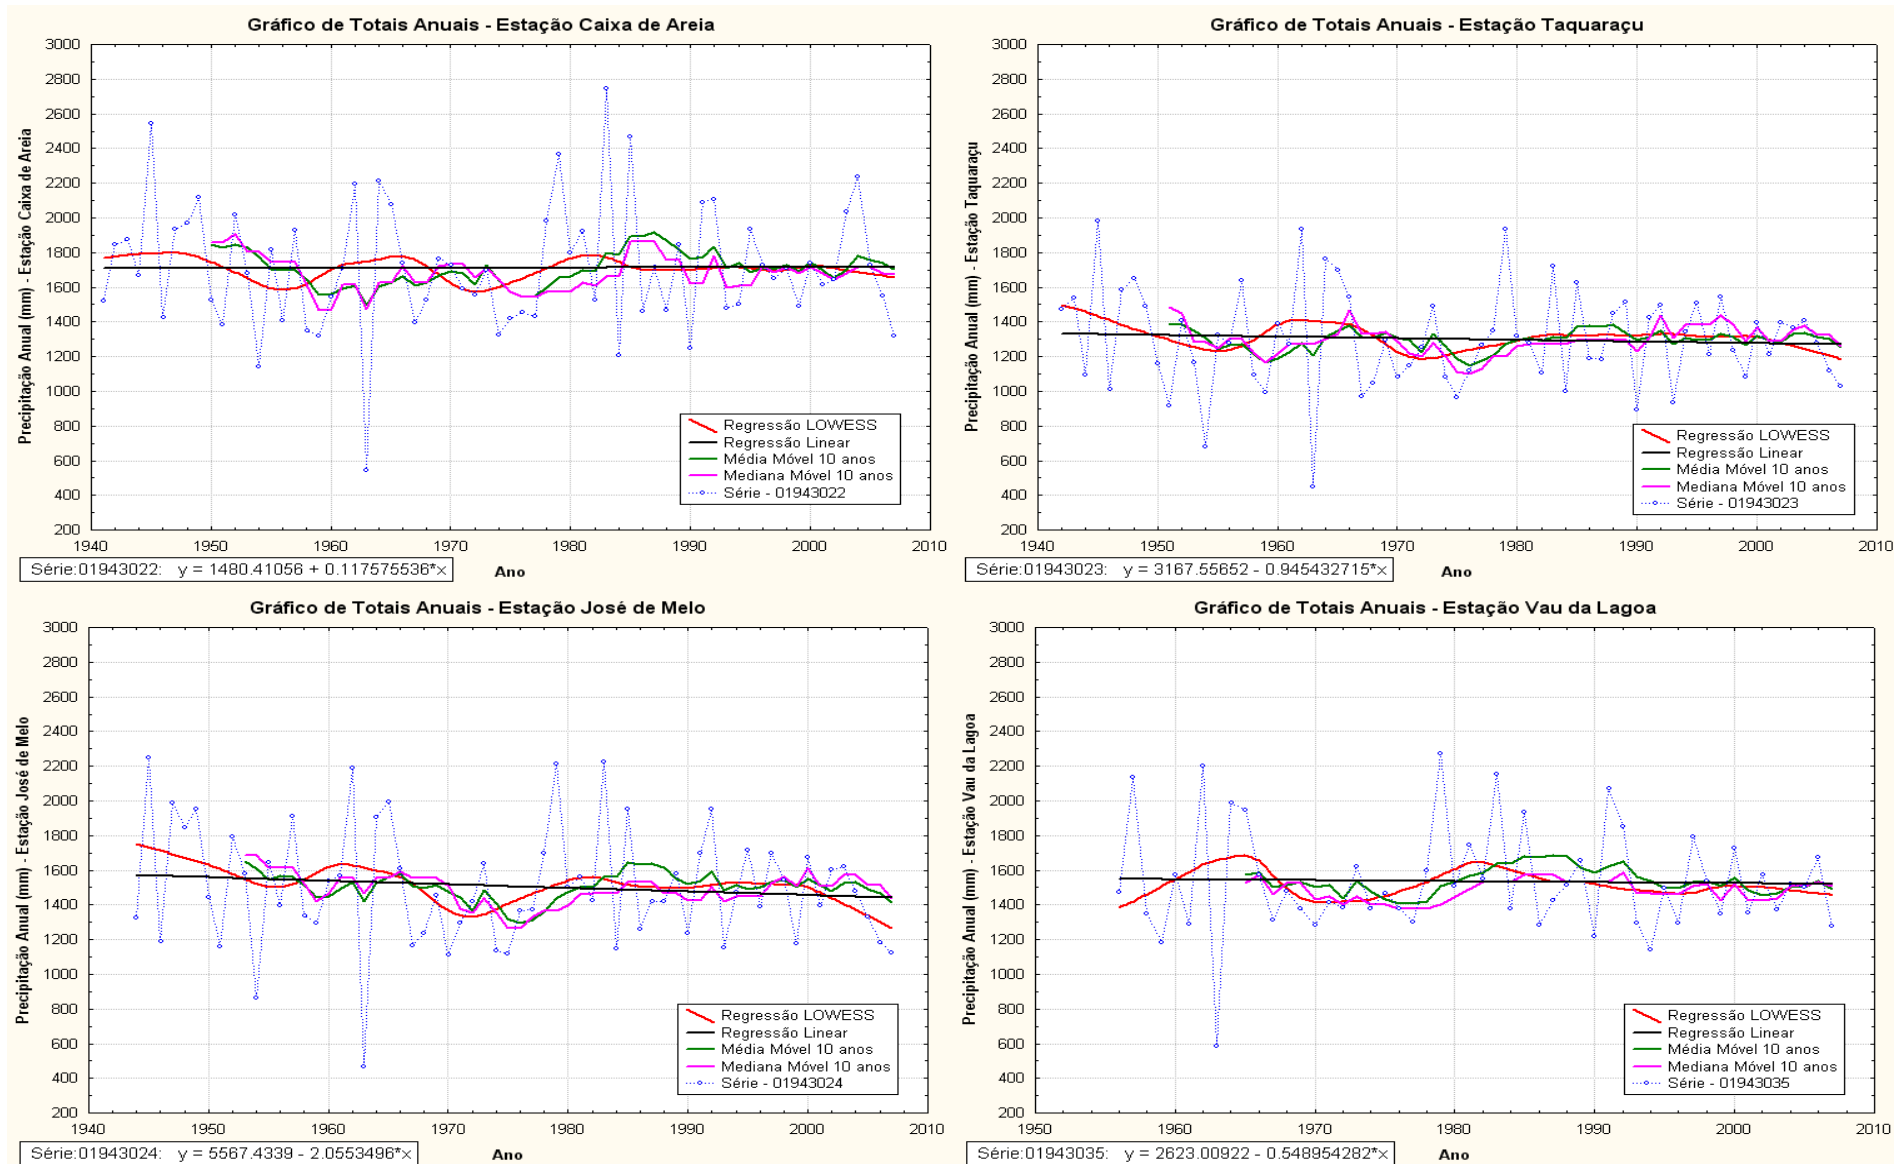 Gráfico de Totais Anuais - Estação Caixa de Areia
Precipitação Anual (mm) - Estação Caixa de Areia
3000
2800
2600
2400
2200
2000
1800
1600
1400
1200
1000
800
600
400
200
1940 1950 1960 1970 1980 1990 2000 2010
Regressão LOWESS
Regressão Linear
Média Móvel 10 anos
Mediana Móvel 10 anos
Série - 01943022
Série:01943022: y = 1480.41056 + 0.117575536*x
Ano
Gráfico de Totais Anuais - Estação Taquaraçu
Precipitação Anual (mm) - Estação Taquaraçu
3000
2800
2600
2400
2200
2000
1800
1600
1400
1200
1000
800
600
400
200
1940 1950 1960 1970 1980 1990 2000 2010
Regressão LOWESS
Regressão Linear
Média Móvel 10 anos
Mediana Móvel 10 anos
Série - 01943023
Série:01943023: y = 3167.55652 - 0.945432715*x
Ano
Gráfico de Totais Anuais - Estação José de Melo
Precipitação Anual (mm) - Estação José de Melo
3000
2800
2600
2400
2200
2000
1800
1600
1400
1200
1000
800
600
400
200
1940 1950 1960 1970 1980 1990 2000 2010
Regressão LOWESS
Regressão Linear
Média Móvel 10 anos
Mediana Móvel 10 anos
Série - 01943024
Série:01943024: y = 5567.4339 - 2.0553496*x
Ano
Gráfico de Totais Anuais - Estação Vau da Lagoa
Precipitação Anual (mm) - Estação Vau da Lagoa
3000
2800
2600
2400
2200
2000
1800
1600
1400
1200
1000
800
600
400
200
1950 1960 1970 1980 1990 2000 2010
Regressão LOWESS
Regressão Linear
Média Móvel 10 anos
Mediana Móvel 10 anos
Série - 01943035
Série:01943035: y = 2623.00922 - 0.548954282*x
Ano